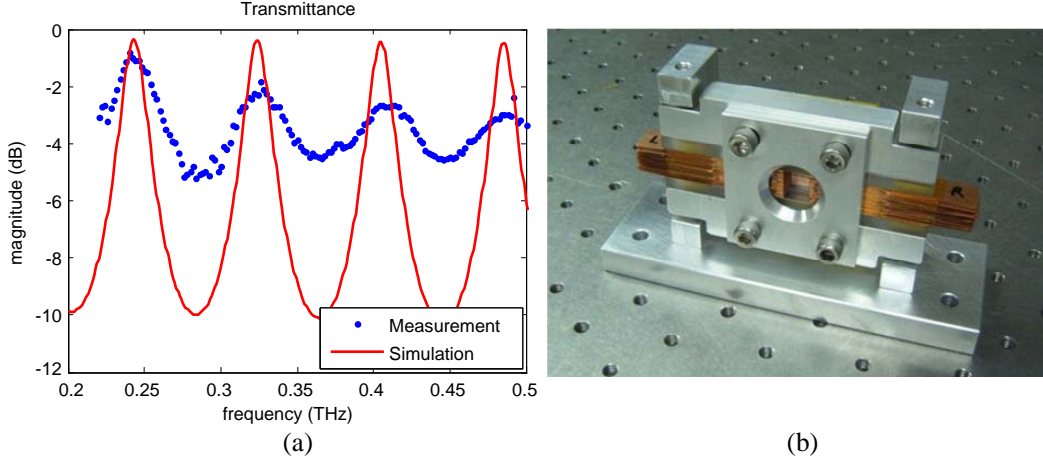 Transmittance
0
-2
-4
-6
-8
-10
-12
magnitude (dB)
0.2
0.25
0.3
0.35
0.4
0.45
0.5
frequency (THz)
Measurement
Simulation
(a)
L
R
(b)